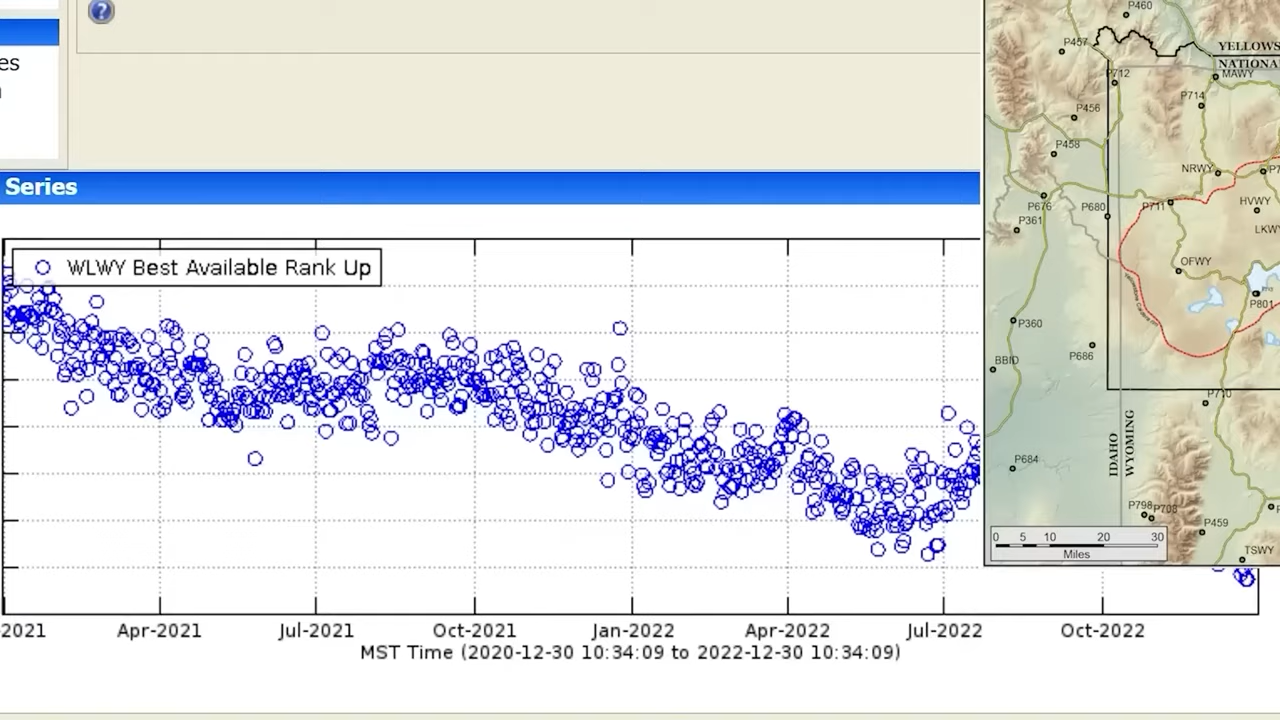 es
Series
WLWY Best Available Rank Up
2021
Apr-2021
Jul-2021
Oct-2021
Jan-2022
Apr-2022
Jul-2022
Oct-2022
MST Time (2020-12-30 10:34:09 to 2022-12-30 10:34:09)
P460
P457
YELLOWS
NATIONA
P712
MAWY
P714
P456
P458
NRWY
P7
P676
P680
P711
HVWY
P361
LKWY
OFWY
P801
P360
P686
BBID
P710
IDAHO
WYOMING
P684
P798
P708
P459
TSWY
0 5 10 20 30
Miles